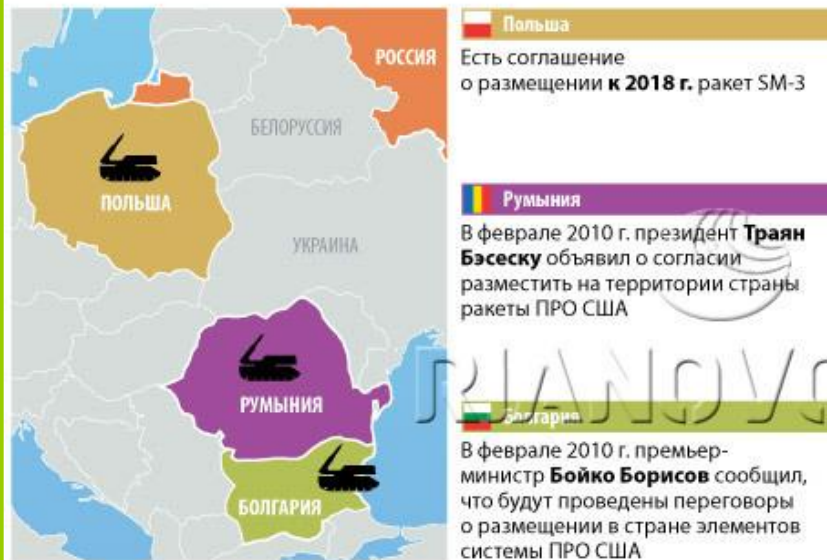 РОССИЯ
БЕЛОРУССИЯ
ПОЛЬША
УКРАИНА
РУМЫНИЯ
БОЛГАРИЯ
Польша
Есть соглашение
о размещении к 2018 г. ракет SM-3
Румыния
В феврале 2010 г. президент Траян
Бэсеску объявил о согласии
разместить на территории страны
ракеты ПРО США
RIANOVO
Болгария
В феврале 2010 г. премьер-
министр Бойко Борисов сообщил,
что будут проведены переговоры
о размещении в стране элементов
системы ПРО США